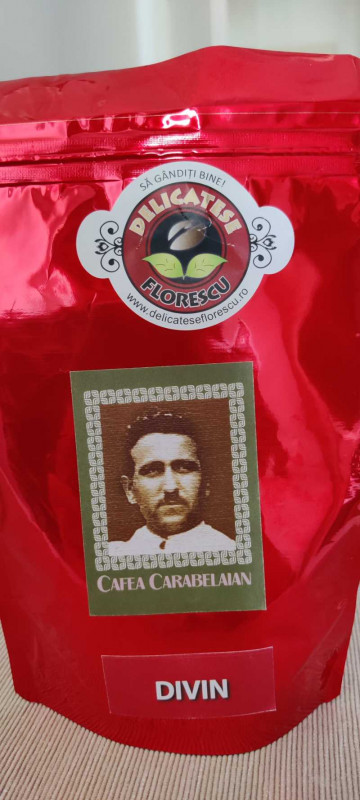 SĂ GÂNDIȚI BINE!
DELICATESE
FLORESCU
www.delicateseflorescu.ro
CAFEA CARABELAIAN
DIVIN